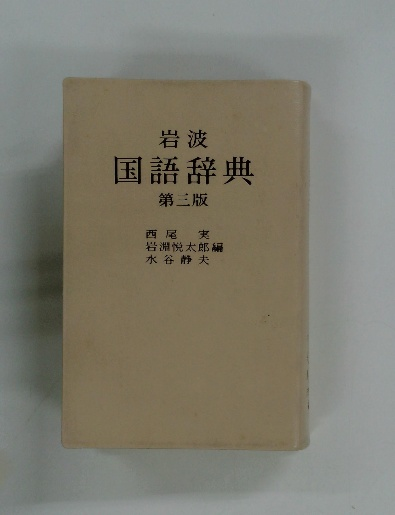 岩波
国語辞典
第三版
西尾 実
岩淵悦太郎編
水谷静夫